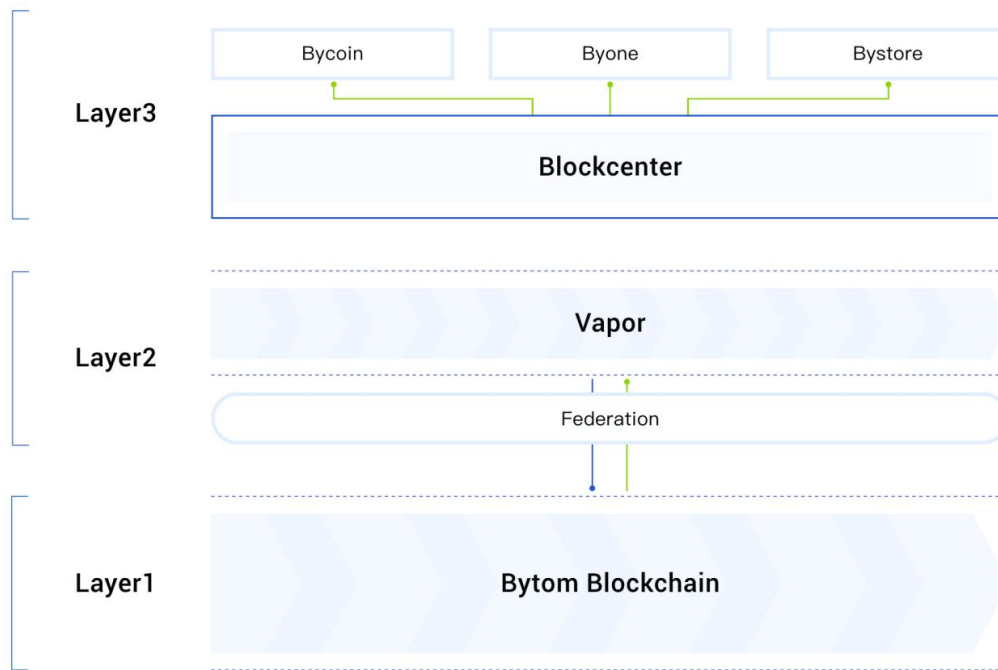 Bycoin Byone Bystore
Layer3
Blockcenter
Vapor
Layer2
Federation
Layer1
Bytom Blockchain